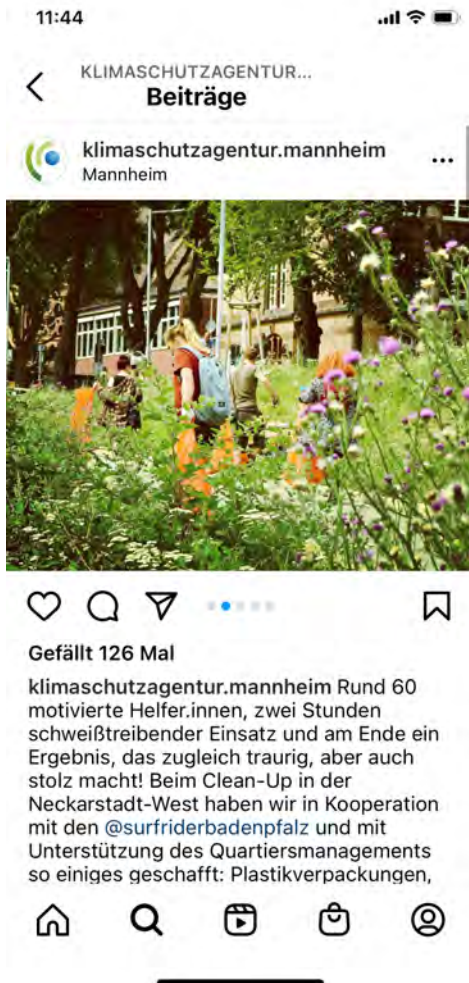 11:44
KLIMASCHUTZAGENTUR...
Beiträge
klimaschutzagentur.mannheim
Mannheim
Gefällt 126 Mal
klimaschutzagentur.mannheim Rund 60
motivierte Helfer.innen, zwei Stunden
schweißtreibender Einsatz und am Ende ein
Ergebnis, das zugleich traurig, aber auch
stolz macht! Beim Clean-Up in der
Neckarstadt-West haben wir in Kooperation
mit den @surfriderbadenpfalz und mit
Unterstützung des Quartiersmanagements
so einiges geschafft: Plastikverpackungen,